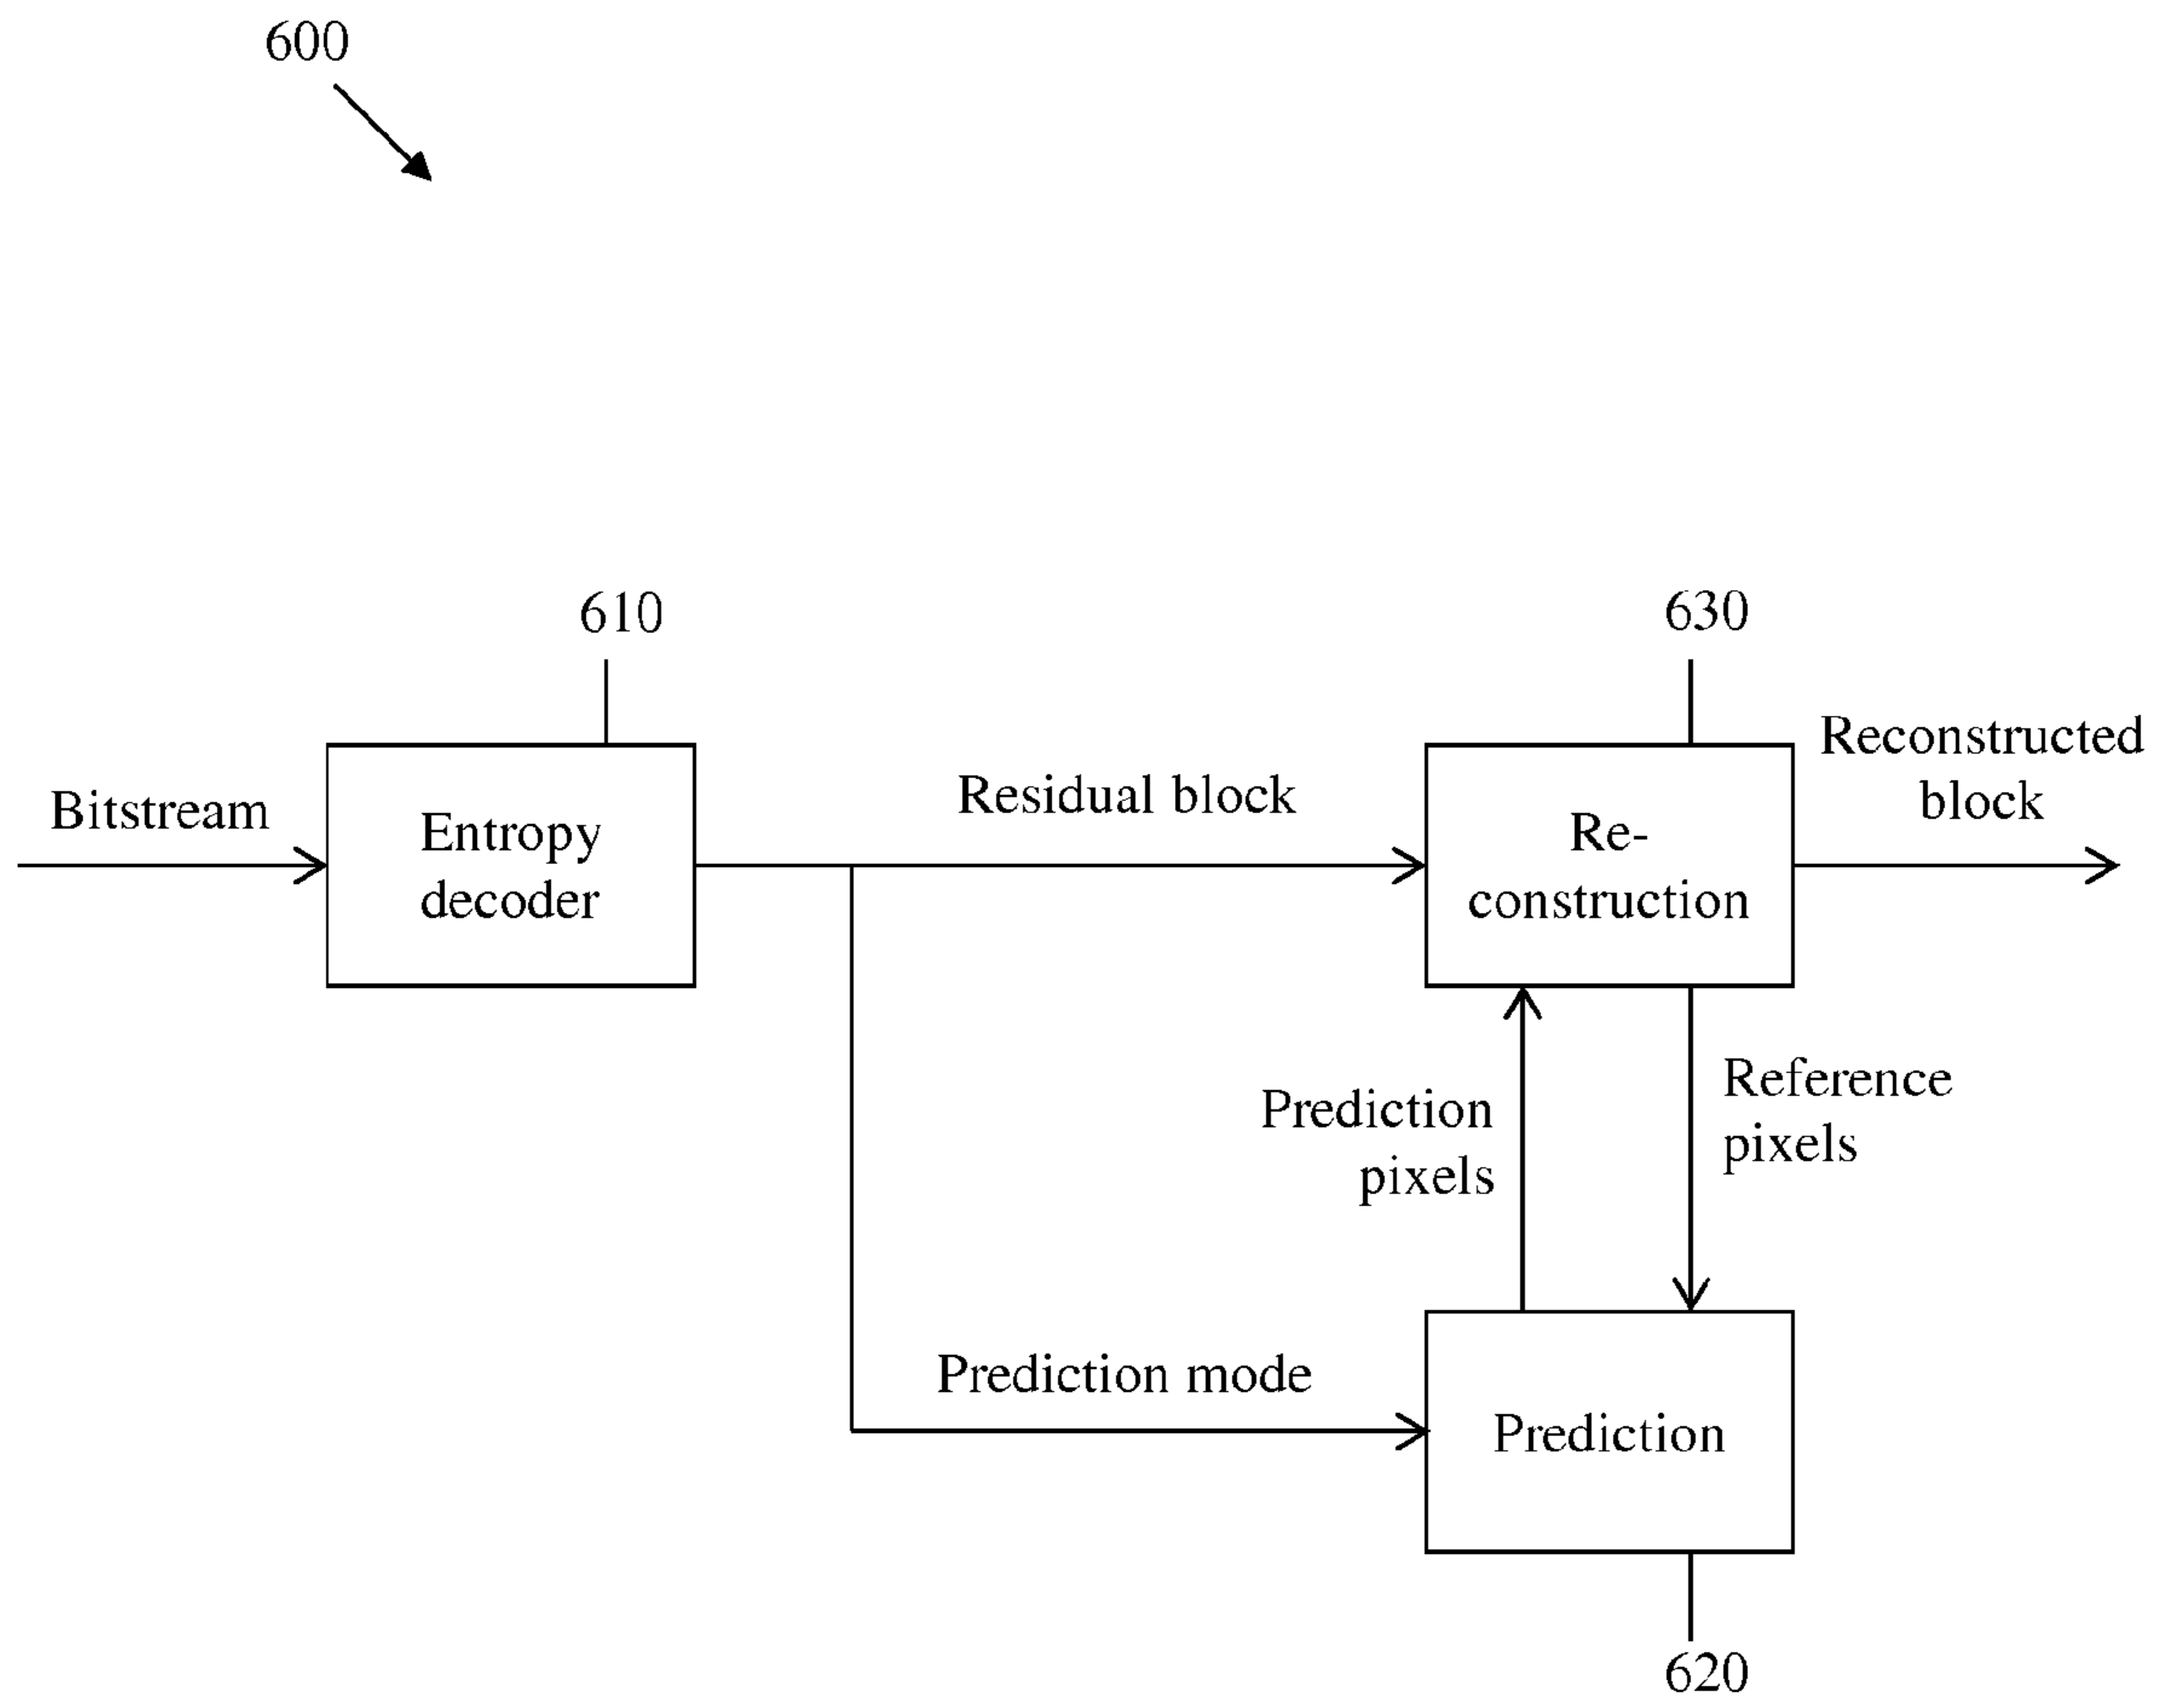 600
610
630
Reconstructed
block
Bitstream
Entropy
decoder
Residual block
Re-
construction
Prediction
pixels
Reference
pixels
Prediction mode
Prediction
620